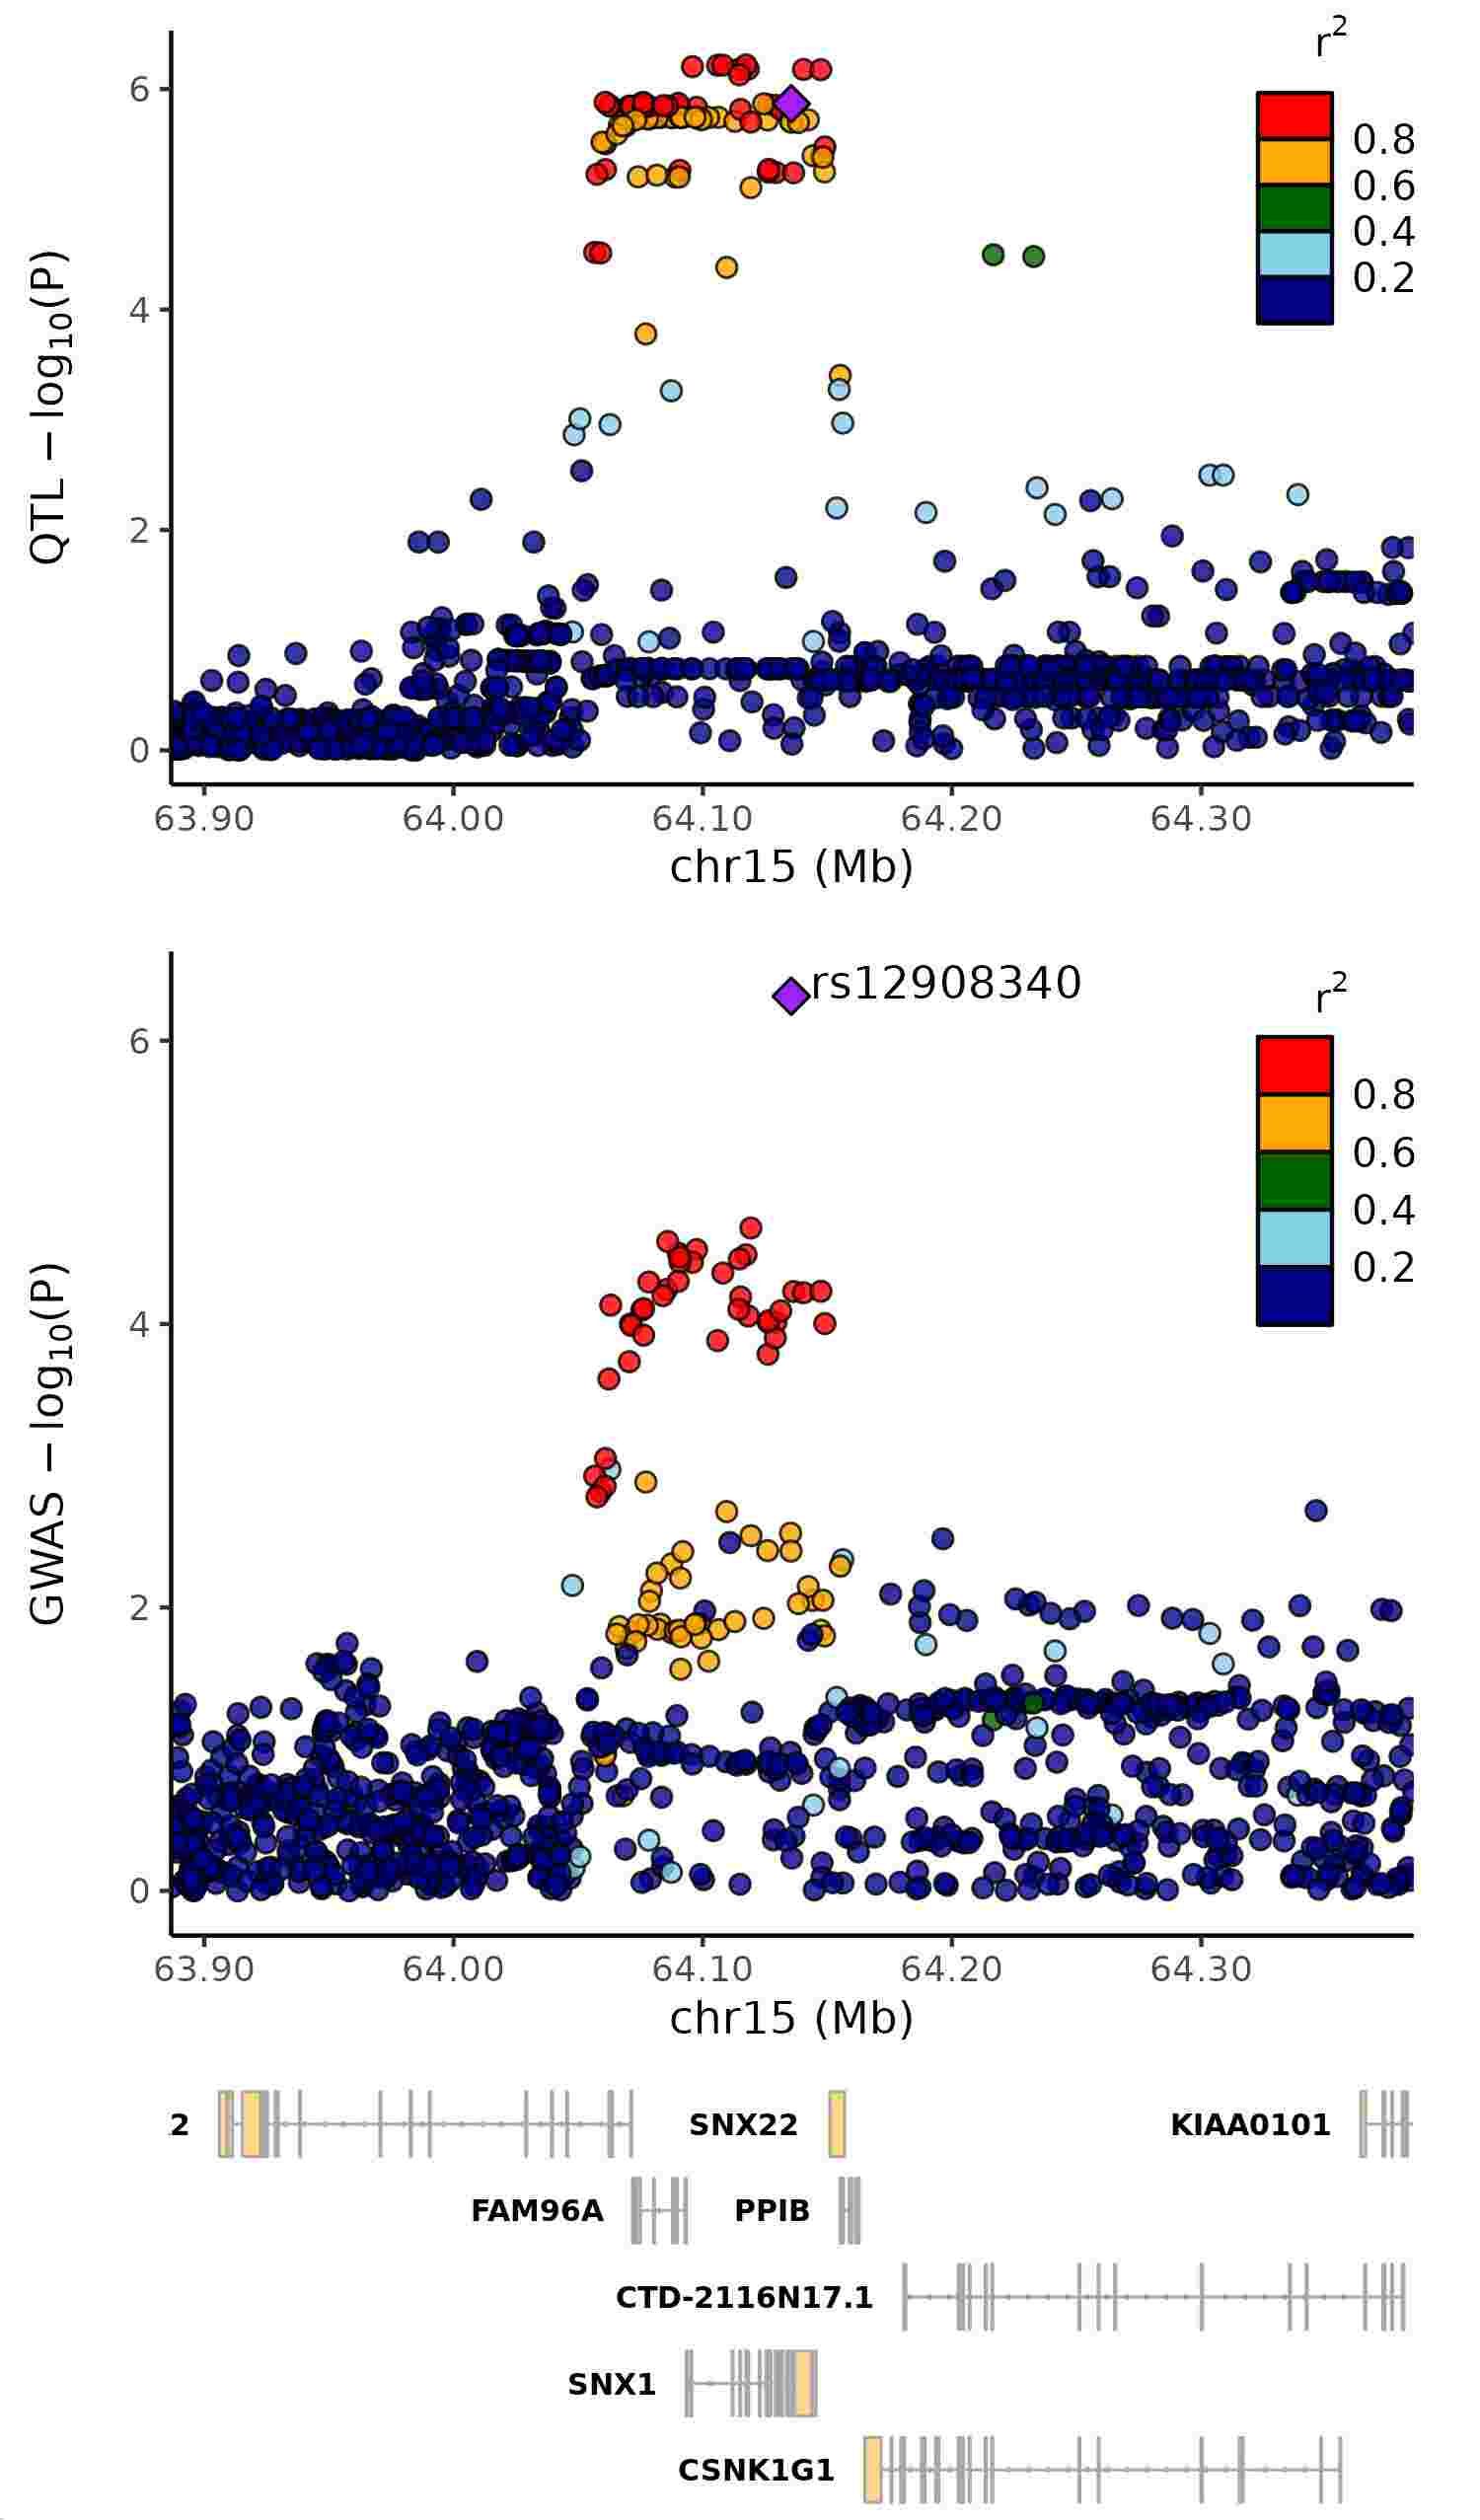 r2
6
4
2
0
QTL − log10(P)
0.8
0.6
0.4
0.2
63.90 64.00 64.10 64.20 64.30
chr15 (Mb)
rs12908340
r2
6
4
2
0
GWAS − log10(P)
0.8
0.6
0.4
0.2
63.90 64.00 64.10 64.20 64.30
chr15 (Mb)
2 SNX22 KIAA0101
FAM96A PPIB
CTD-2116N17.1
SNX1
CSNK1G1